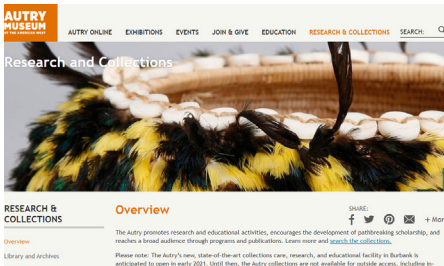 AUTRY
MUSEUM
OF THE AMERICAN WEST
AUTRY ONLINE EXHIBITIONS EVENTS JOIN & GIVE EDUCATION RESEARCH & COLLECTIONS SEARCH:
Research and Collections
RESEARCH &
COLLECTIONS
Overview
Library and Archives
Overview
SHARE:
+ Mor
The Autry promotes research and educational activities, encourages the development of pathbreaking scholarship, and
reaches a broad audience through programs and publications. Learn more and search the collections.
Please note: The Autry's new, state-of-the-art collections care, research, and educational facility in Burbank is
anticipated to open in early 2021. Until then, the Autry collections are not available for outside access, including in-